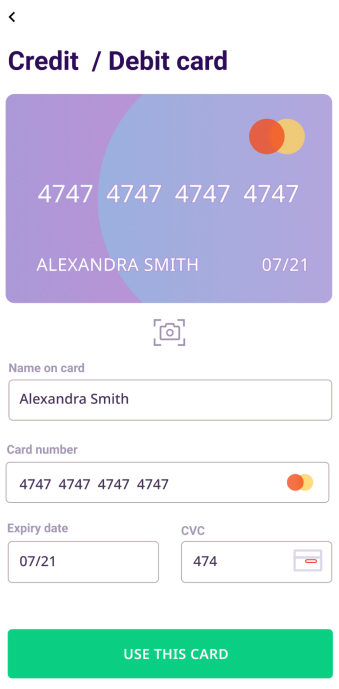 Credit / Debit card
4747 4747 4747 4747
ALEXANDRA SMITH 07/21
Name on card
Alexandra Smith
Card number
4747 4747 4747 4747
Expiry date CVC
07/21 474
USE THIS CARD